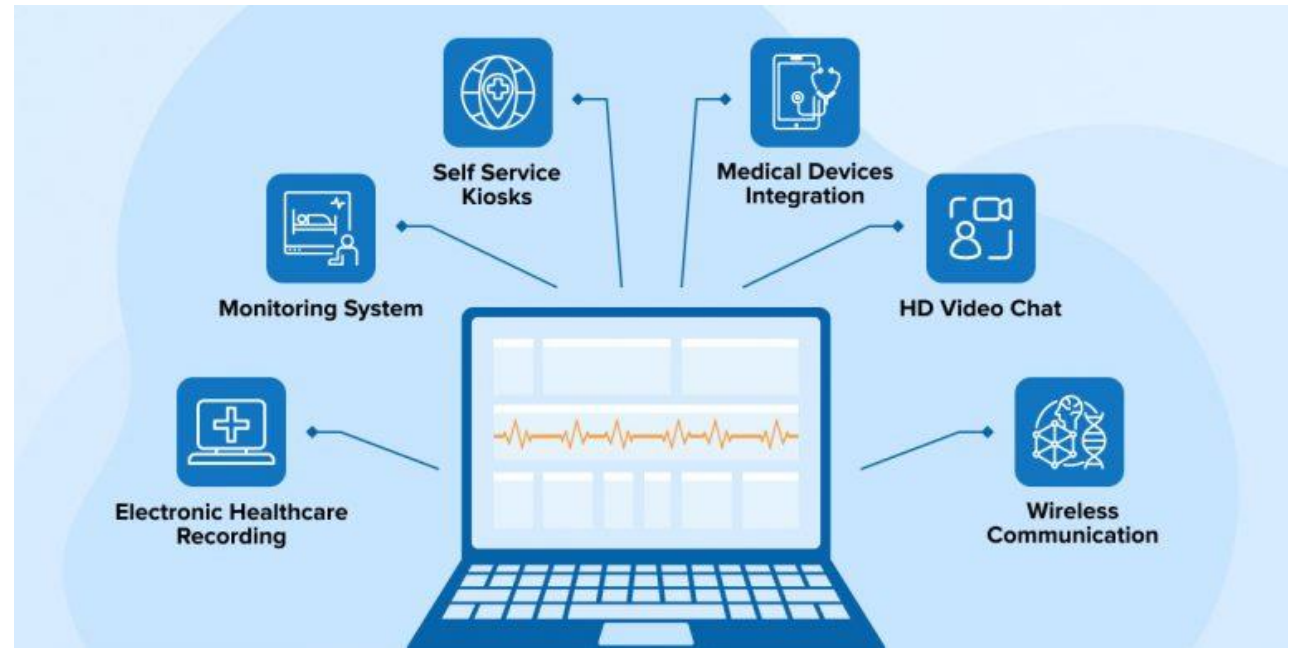 Self Service
Kiosks
Medical Devices
Integration
Monitoring System
HD Video Chat
Electronic Healthcare
Recording
Wireless
Communication